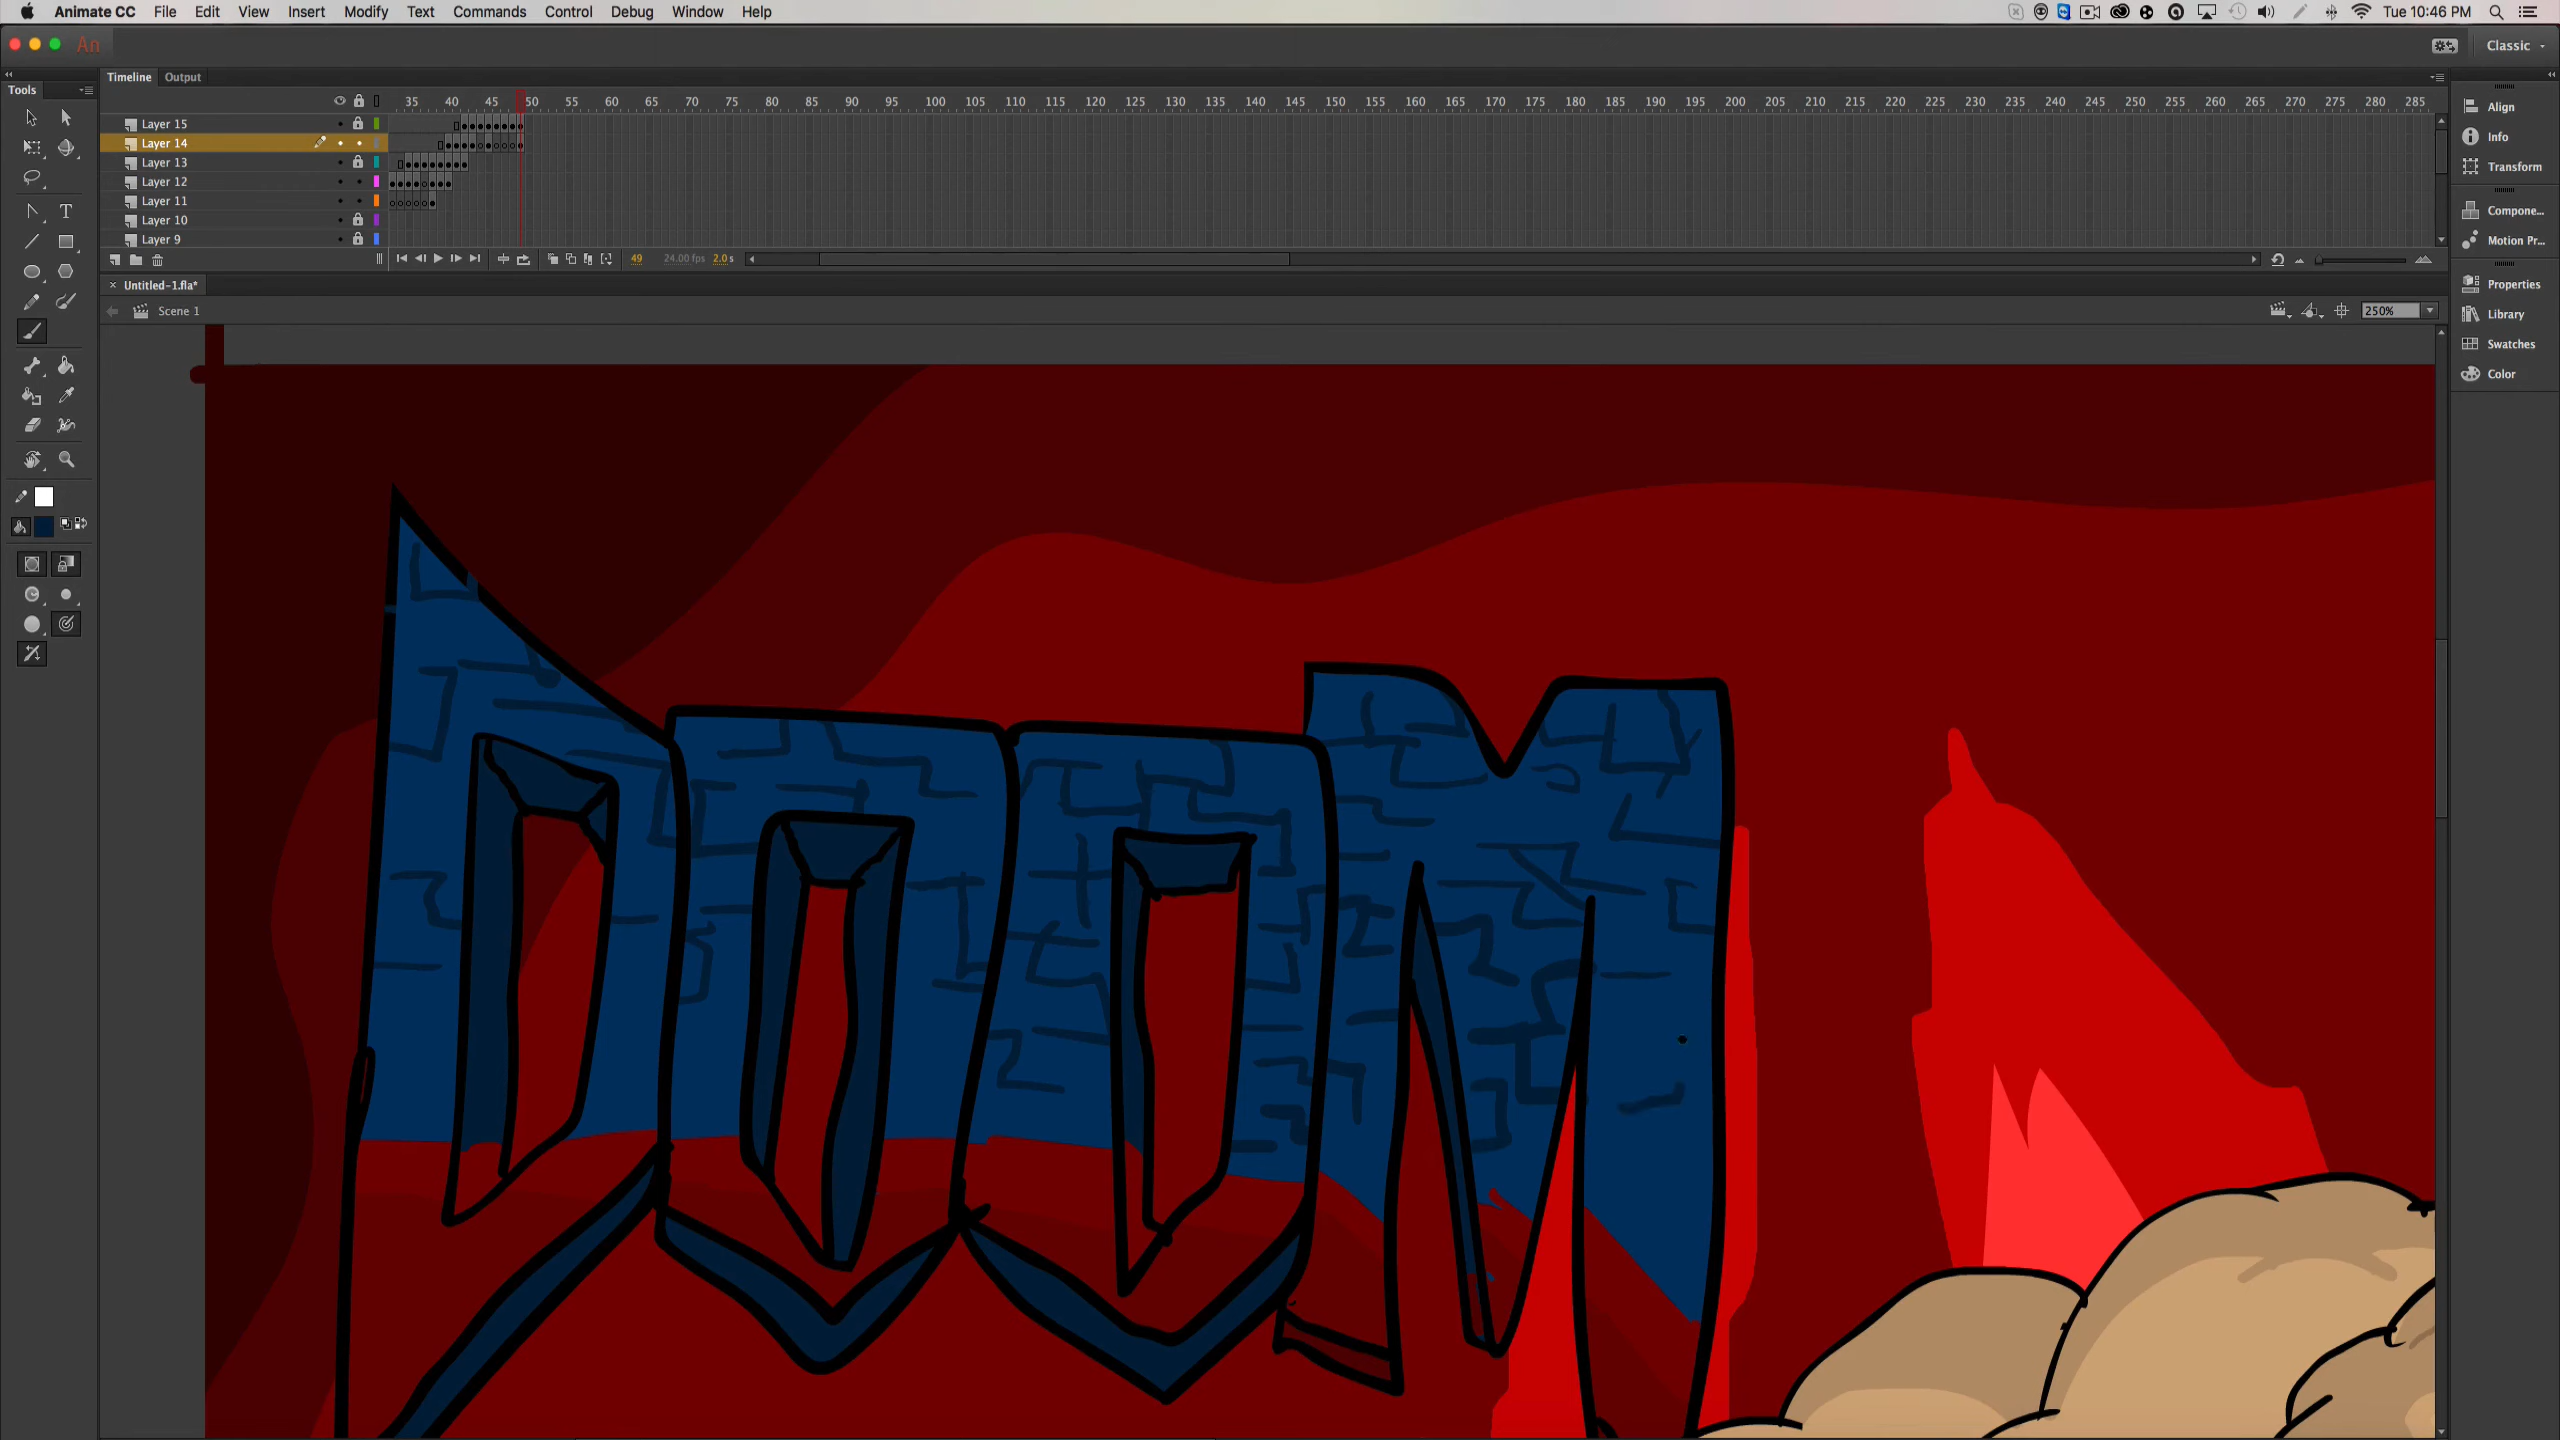 Animate CC File Edit View Insert Modify Text Commands Control Debug Window Help Tue 10:46 PM
An Classic
Timeline Output
Tools
35 40 45 50 55 60 65 70 75 80 85 90 95 100 105 110 115 120 125 130 135 140 145 150 155 160 165 170 175 180 185 190 195 200 205 210 215 220 225 230 235 240 245 250 255 260 265 270 275 280 285
Layer 15
Layer 14
Layer 13
Layer 12
Layer 11
Layer 10
Layer 9
49 24.00 fps 2.0 s
Untitled-1.fla*
Scene 1 250%
Align
Info
Transform
Compone...
Motion Pr...
Properties
Library
Swatches
Color
DOOM